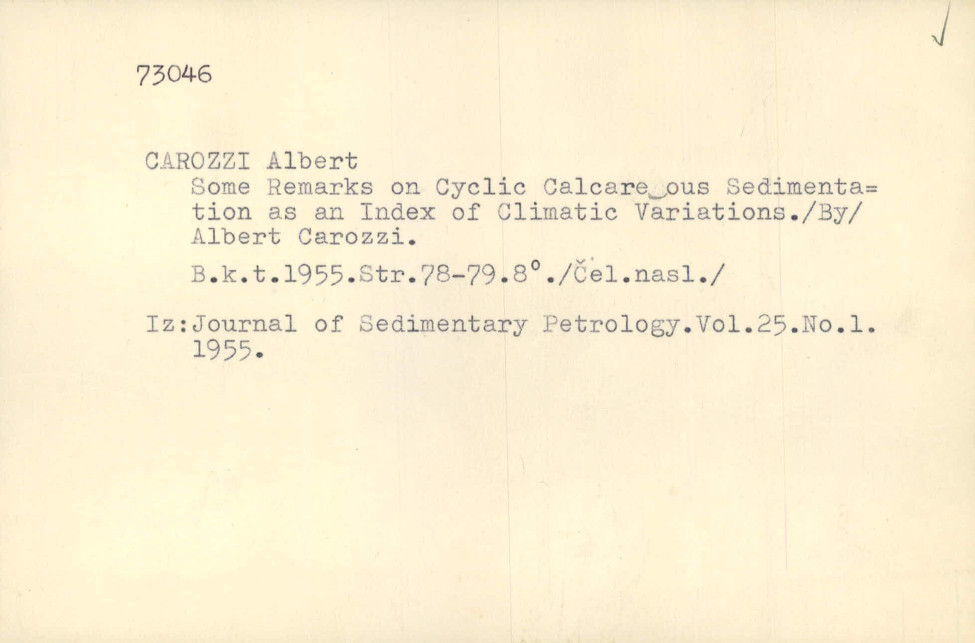 73046
CAROZZI Albert
Some Remarks on Cyclic Calcare ous Sedimenta=
tion as an Index of Climatic Variations./By/
Albert Carozzi.
B.k.t.1955.Str.78-79.8°./Čel.nasl./
Iz:Journal of Sedimentary Petrology.Vol.25.No.1.
1955.